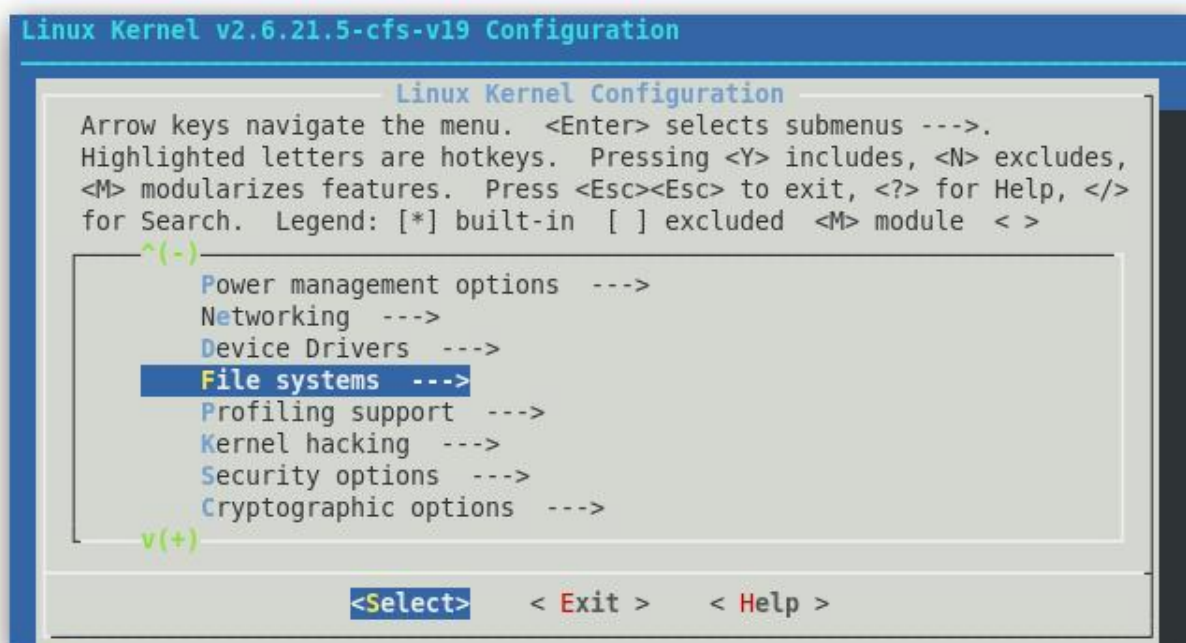 Linux Kernel v2.6.21.5-cfs-v19 Configuration
Linux Kernel Configuration
Arrow keys navigate the menu.  <Enter> selects submenus --->.
Highlighted letters are hotkeys.  Pressing <Y> includes, <N> excludes,
<M> modularizes features.  Press <Esc><Esc> to exit, <?> for Help, </>
for Search.  Legend: [*] built-in  [ ] excluded  <M> module  < >
^(-)
Power management options  --->
Networking  --->
Device Drivers  --->
File systems  --->
Profiling support  --->
Kernel hacking  --->
Security options  --->
Cryptographic options  --->
v(+)
<Select>    < Exit >    < Help >